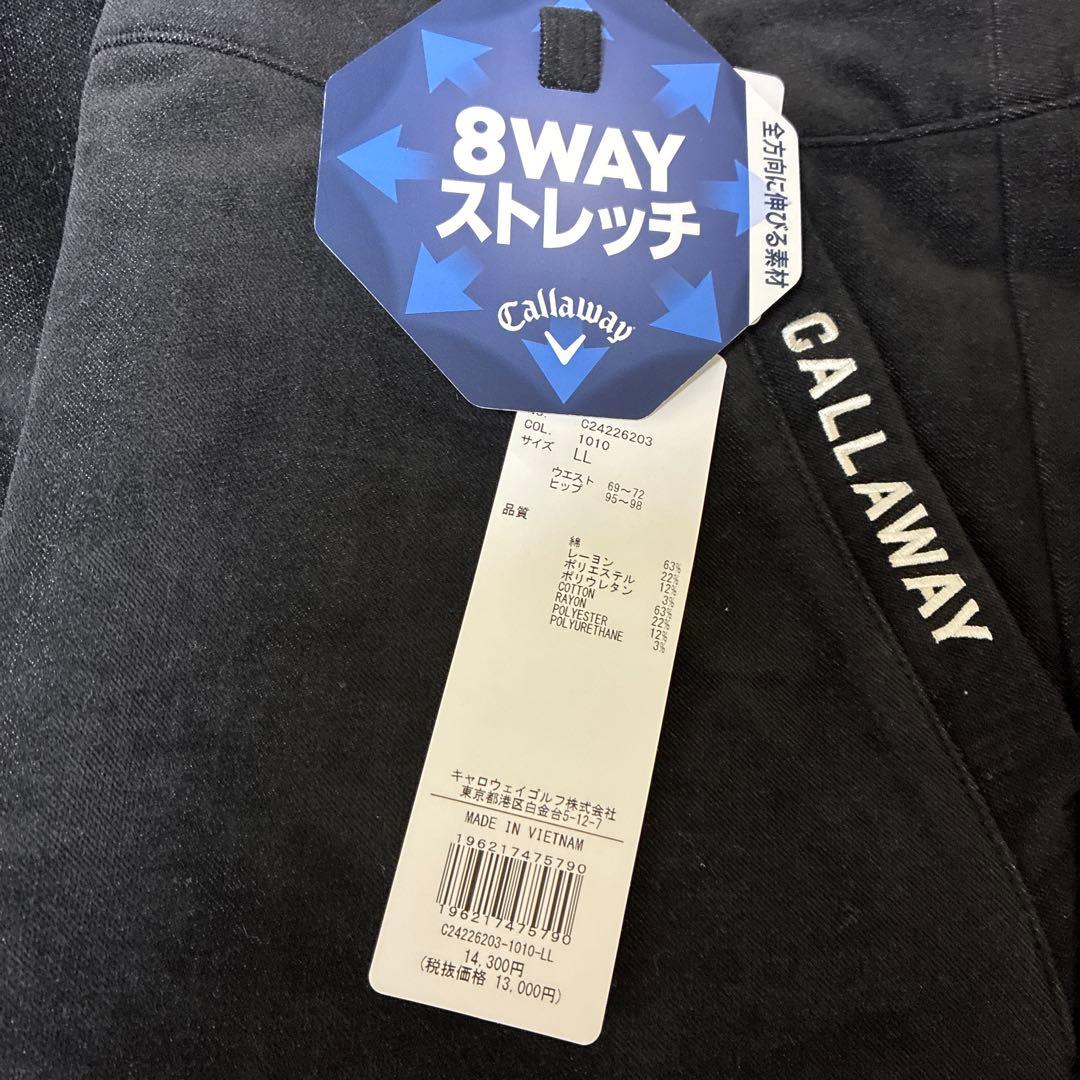 8WAY
ストレッチ
Callaway
全方向に伸びる素材
CALLAWAY
C24226203
COL. 1010
サイズ LL
ウエスト 69～72
ヒップ 95～98
品質
綿 63%
レーヨン 22%
ポリエステル 12%
ポリウレタン 3%
COTTON 63%
RAYON 22%
POLYESTER 12%
POLYURETHANE 3%
キャロウェイゴルフ株式会社
東京都港区白金台5-12-7
MADE IN VIETNAM
196217475790
196217475790
C24226203-1010-LL
14,300円
(税抜価格 13,000円)